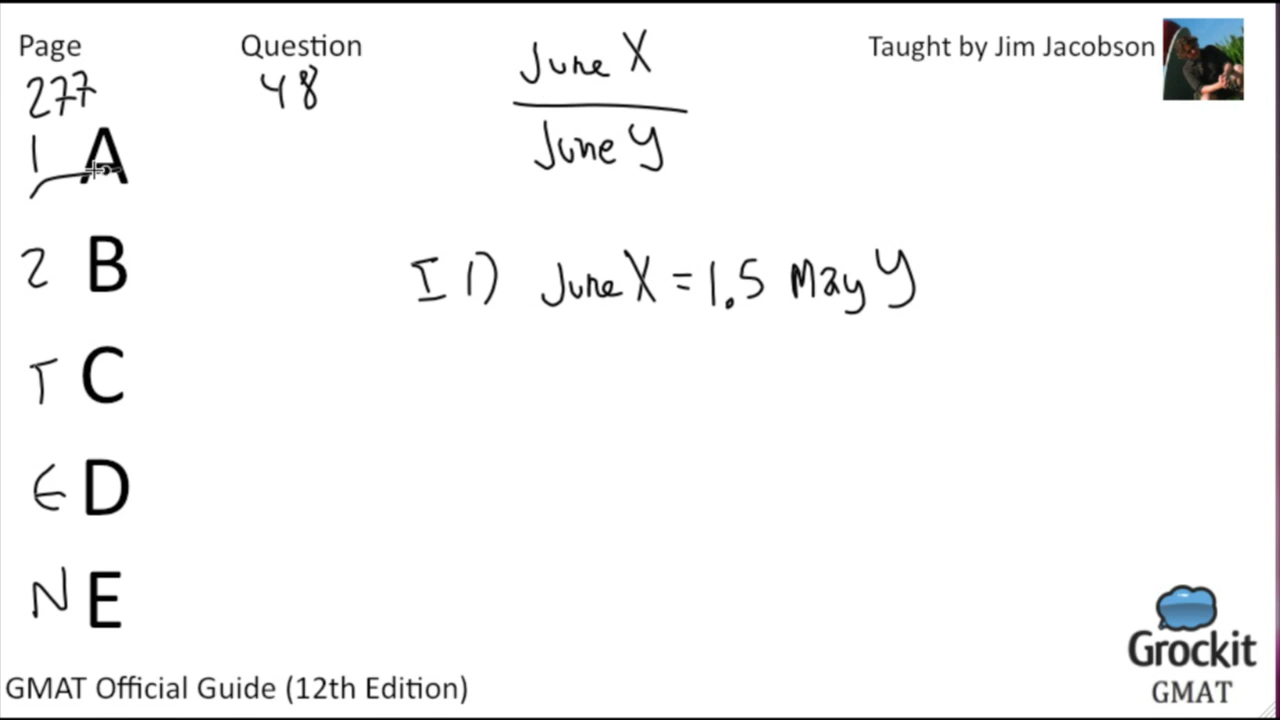 Page Question June X Taught by Jim Jacobson
277 48
June Y
1 A
2 B I 1) June X = 1.5 May Y
T C
E D
N E
Grockit
GMAT
GMAT Official Guide (12th Edition)